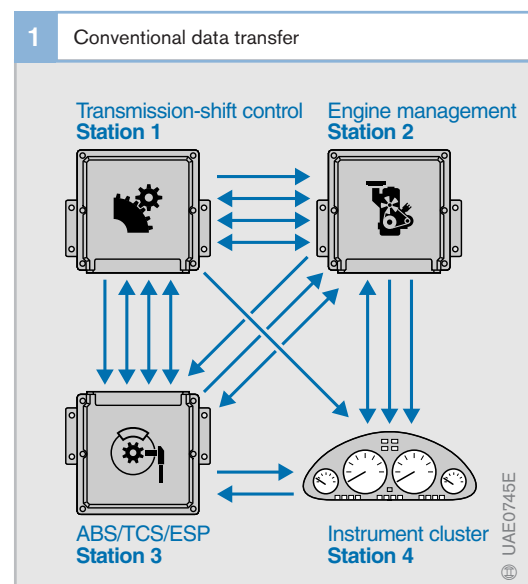 1
Conventional data transfer
Transmission-shift control
Station 1
Engine management
Station 2
ABS/TCS/ESP
Station 3
Instrument cluster
Station 4
UAE0745E